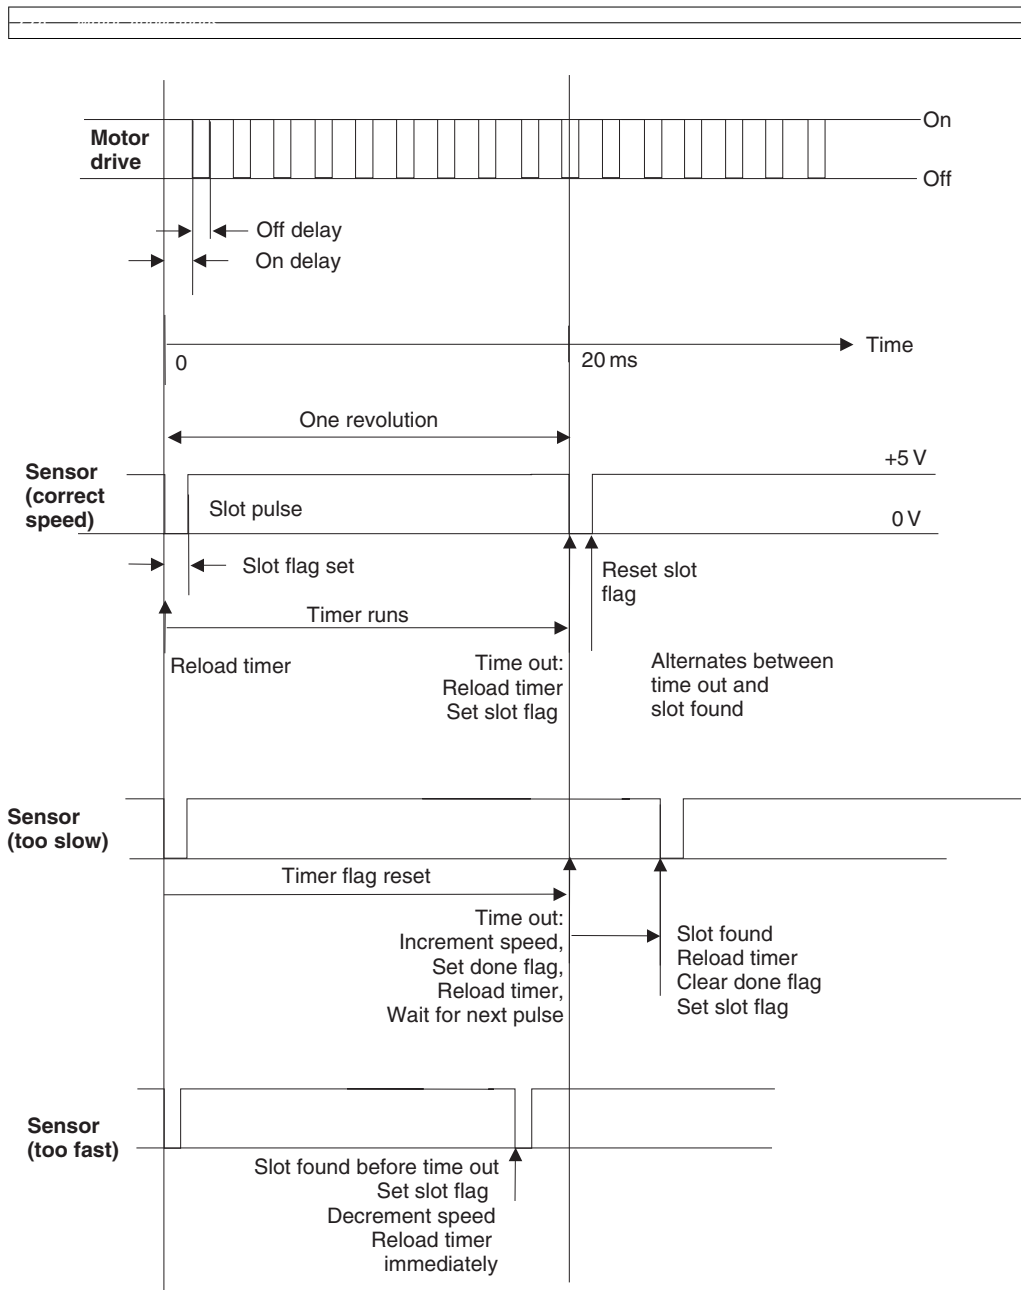 On
Motor
drive
Off
Off delay
On delay
Time
0
20 ms
One revolution
Sensor
(correct
speed)
+5 V
Slot pulse
0 V
Slot flag set
Reset slot
flag
Timer runs
Reload timer
Time out:
Reload timer
Set slot flag
Alternates between
time out and
slot found
Sensor
(too slow)
Timer flag reset
Time out:
Increment speed,
Set done flag,
Reload timer,
Wait for next pulse
Slot found
Reload timer
Clear done flag
Set slot flag
Sensor
(too fast)
Slot found before time out
Set slot flag
Decrement speed
Reload timer
immediately